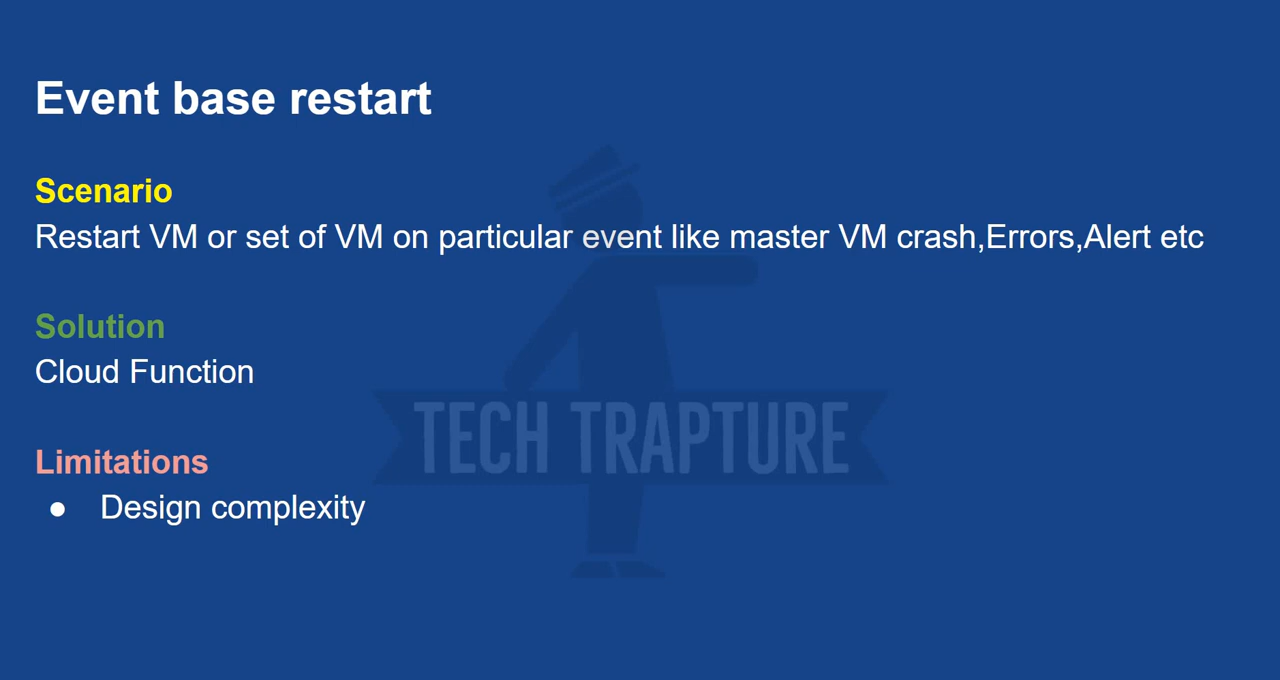 Event base restart
Scenario
Restart VM or set of VM on particular event like master VM crash,Errors,Alert etc
Solution
Cloud Function
TECH TRAPTURE
Limitations
● Design complexity